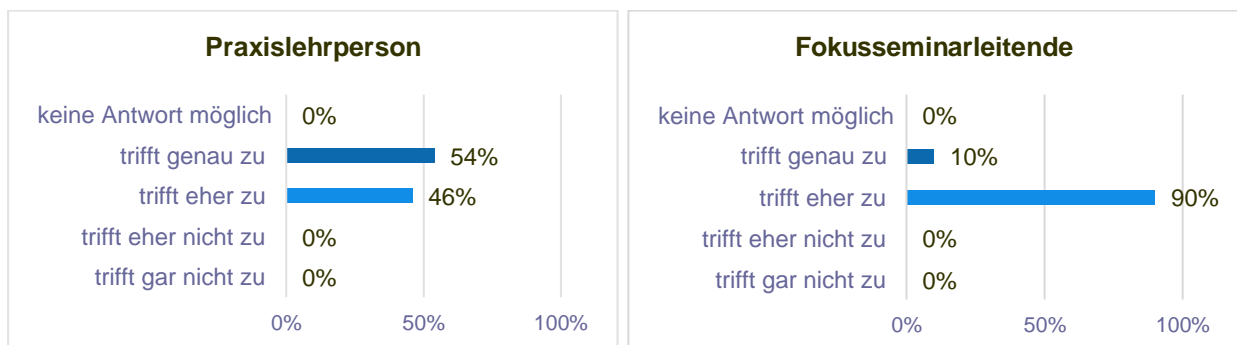 Praxislehrperson
keine Antwort möglich 0%
trifft genau zu 54%
trifft eher zu 46%
trifft eher nicht zu 0%
trifft gar nicht zu 0%
0% 50% 100%
Fokusseminarleitende
keine Antwort möglich 0%
trifft genau zu 10%
trifft eher zu 90%
trifft eher nicht zu 0%
trifft gar nicht zu 0%
0% 50% 100%